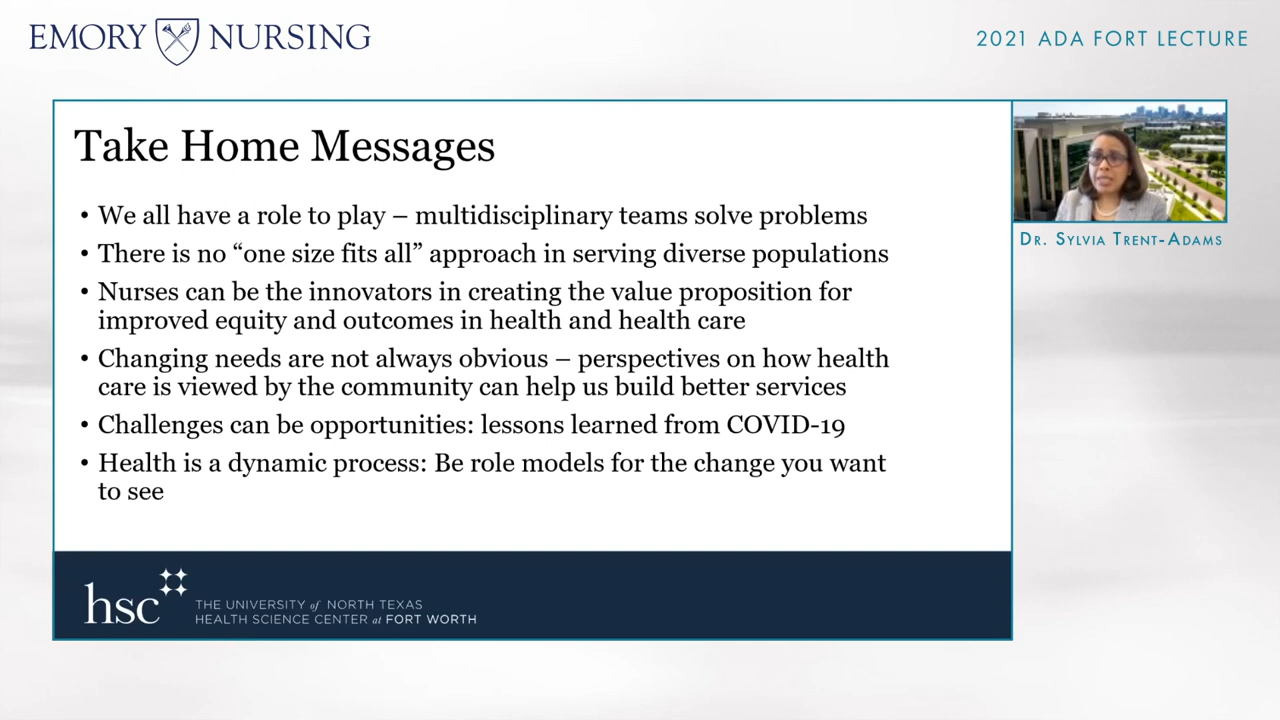 EMORY NURSING
2021 ADA FORT LECTURE
Take Home Messages
• We all have a role to play – multidisciplinary teams solve problems
• There is no “one size fits all” approach in serving diverse populations
• Nurses can be the innovators in creating the value proposition for
improved equity and outcomes in health and health care
• Changing needs are not always obvious – perspectives on how health
care is viewed by the community can help us build better services
• Challenges can be opportunities: lessons learned from COVID-19
• Health is a dynamic process: Be role models for the change you want
to see
DR. SYLVIA TRENT-ADAMS
hsc
THE UNIVERSITY of NORTH TEXAS
HEALTH SCIENCE CENTER at FORT WORTH